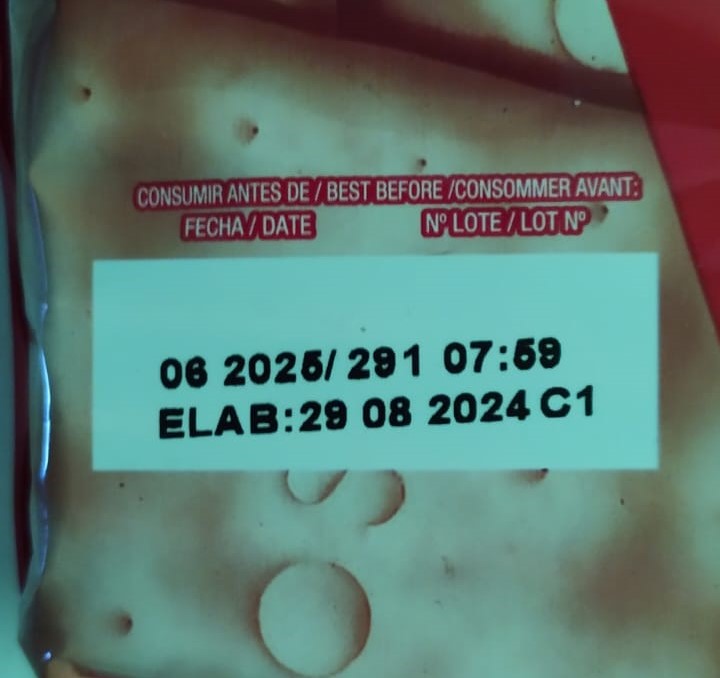 CONSUMIR ANTES DE / BEST BEFORE /CONSOMMER AVANT:
FECHA / DATE Nº LOTE / LOT Nº
06 2025/ 291 07:59
ELAB:29 08 2024 C1